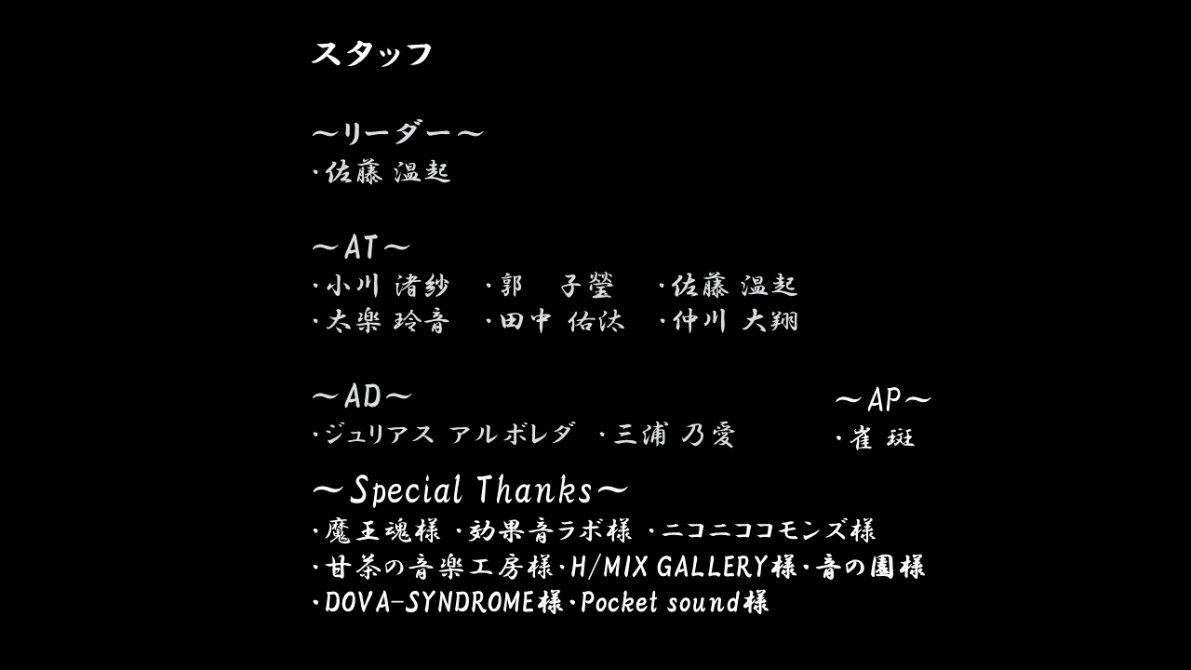 スタッフ
~リーダー~
・佐藤 温起
~AT~
・小川 渚紗 ・郭 子瑩 ・佐藤 温起
・太楽 玲音 ・田中 佑汰 ・仲川 大翔
~AD~
・ジュリアス アルボレダ ・三浦 乃愛
~AP~
・崔 斑
~Special Thanks~
・魔王魂様 ・効果音ラボ様 ・ニコニココモンズ様
・甘茶の音楽工房様・H/MIX GALLERY様・音の園様
・DOVA-SYNDROME様・Pocket sound様